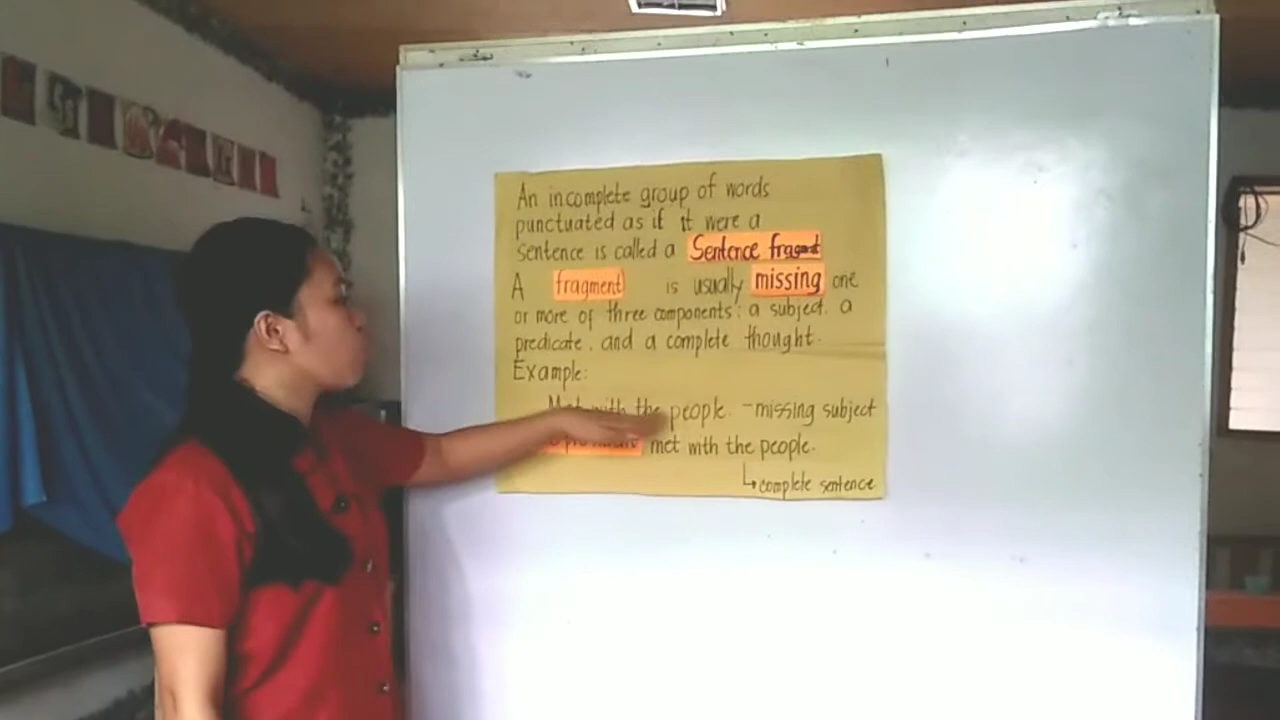 An incomplete group of words
punctuated as if it were a
sentence is called a Sentence fragment
A fragment is usually missing one
or more of three components: a subject, a
predicate, and a complete thought.
Example:
with the people. - missing subject
met with the people.
↳ complete sentence